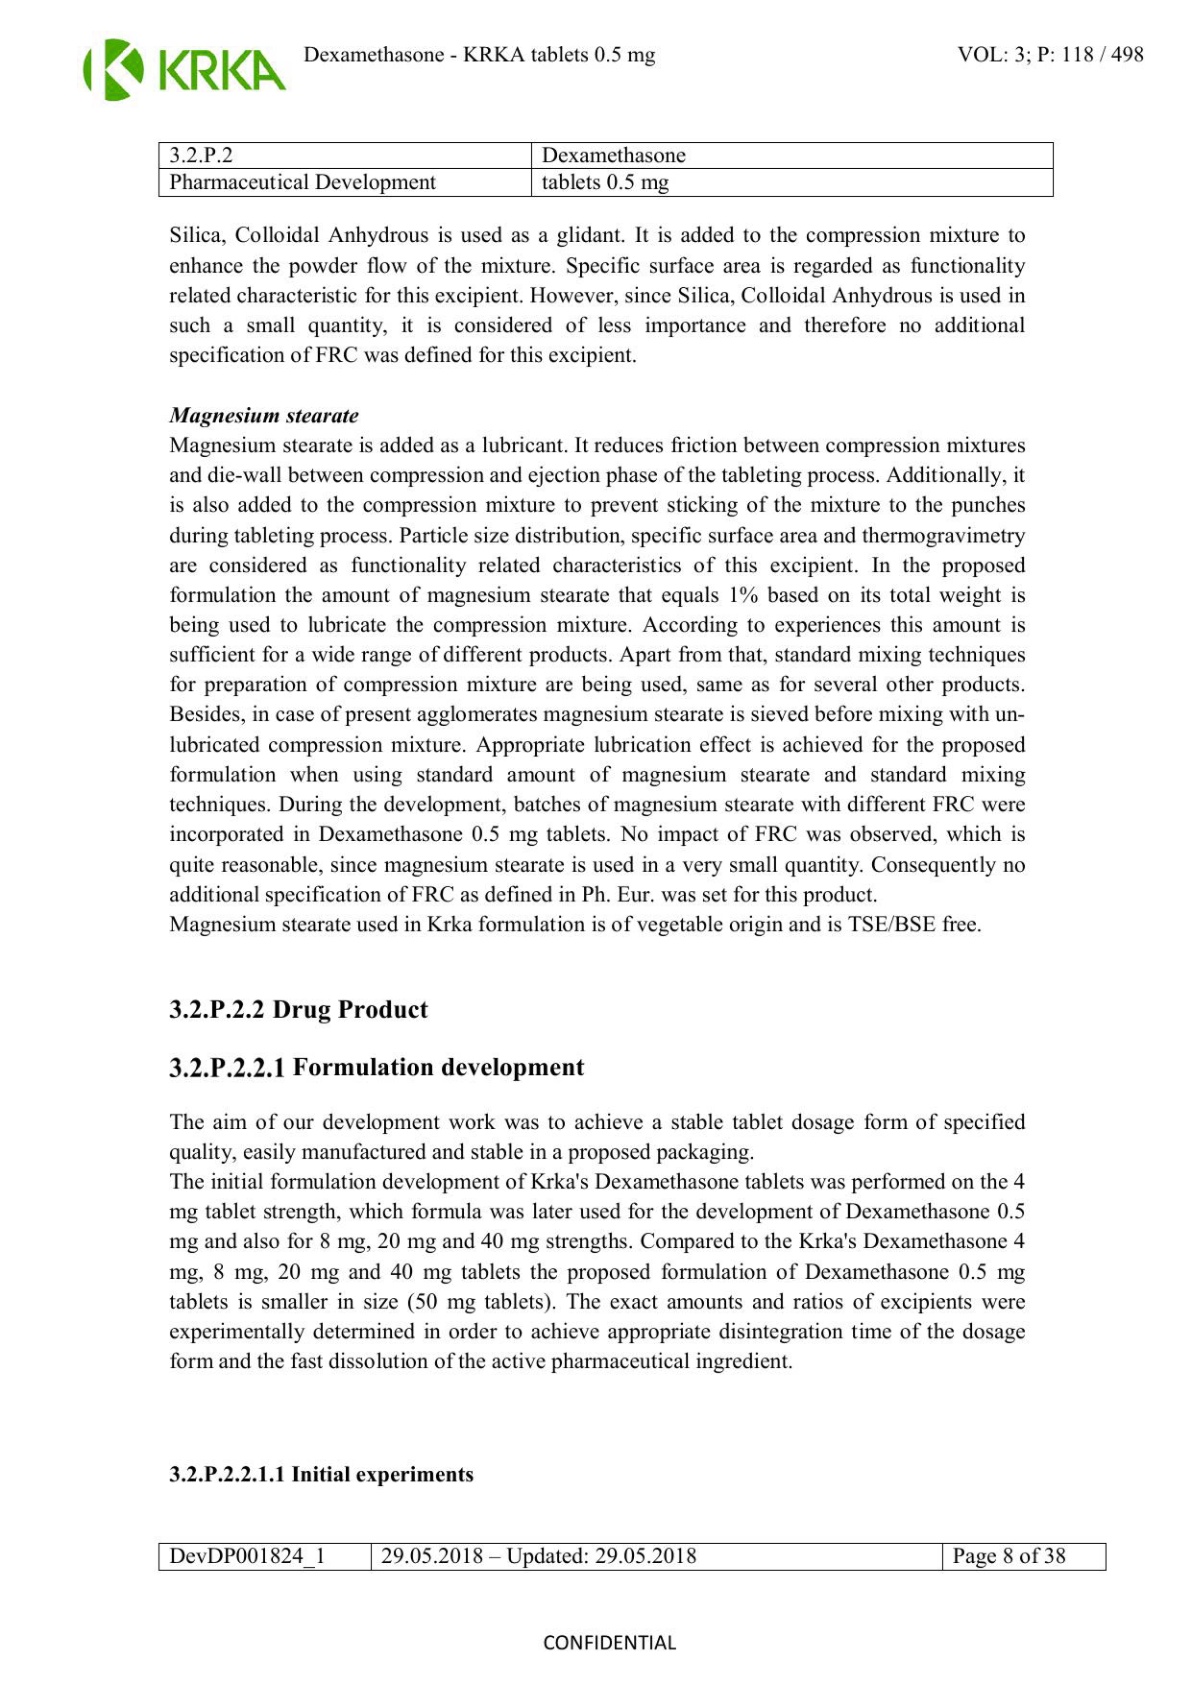 KRKA
Dexamethasone - KRKA tablets 0.5 mg
VOL: 3; P: 118 / 498
3.2.P.2
Dexamethasone
Pharmaceutical Development
tablets 0.5 mg
Silica, Colloidal Anhydrous is used as a glidant. It is added to the compression mixture to
enhance the powder flow of the mixture. Specific surface area is regarded as functionality
related characteristic for this excipient. However, since Silica, Colloidal Anhydrous is used in
such a small quantity, it is considered of less importance and therefore no additional
specification of FRC was defined for this excipient.
Magnesium stearate
Magnesium stearate is added as a lubricant. It reduces friction between compression mixtures
and die-wall between compression and ejection phase of the tableting process. Additionally, it
is also added to the compression mixture to prevent sticking of the mixture to the punches
during tableting process. Particle size distribution, specific surface area and thermogravimetry
are considered as functionality related characteristics of this excipient. In the proposed
formulation the amount of magnesium stearate that equals 1% based on its total weight is
being used to lubricate the compression mixture. According to experiences this amount is
sufficient for a wide range of different products. Apart from that, standard mixing techniques
for preparation of compression mixture are being used, same as for several other products.
Besides, in case of present agglomerates magnesium stearate is sieved before mixing with un-
lubricated compression mixture. Appropriate lubrication effect is achieved for the proposed
formulation when using standard amount of magnesium stearate and standard mixing
techniques. During the development, batches of magnesium stearate with different FRC were
incorporated in Dexamethasone 0.5 mg tablets. No impact of FRC was observed, which is
quite reasonable, since magnesium stearate is used in a very small quantity. Consequently no
additional specification of FRC as defined in Ph. Eur. was set for this product.
Magnesium stearate used in Krka formulation is of vegetable origin and is TSE/BSE free.
3.2.P.2.2 Drug Product
3.2.P.2.2.1 Formulation development
The aim of our development work was to achieve a stable tablet dosage form of specified
quality, easily manufactured and stable in a proposed packaging.
The initial formulation development of Krka's Dexamethasone tablets was performed on the 4
mg tablet strength, which formula was later used for the development of Dexamethasone 0.5
mg and also for 8 mg, 20 mg and 40 mg strengths. Compared to the Krka's Dexamethasone 4
mg, 8 mg, 20 mg and 40 mg tablets the proposed formulation of Dexamethasone 0.5 mg
tablets is smaller in size (50 mg tablets). The exact amounts and ratios of excipients were
experimentally determined in order to achieve appropriate disintegration time of the dosage
form and the fast dissolution of the active pharmaceutical ingredient.
3.2.P.2.2.1.1 Initial experiments
DevDP001824_1
29.05.2018 – Updated: 29.05.2018
Page 8 of 38
CONFIDENTIAL